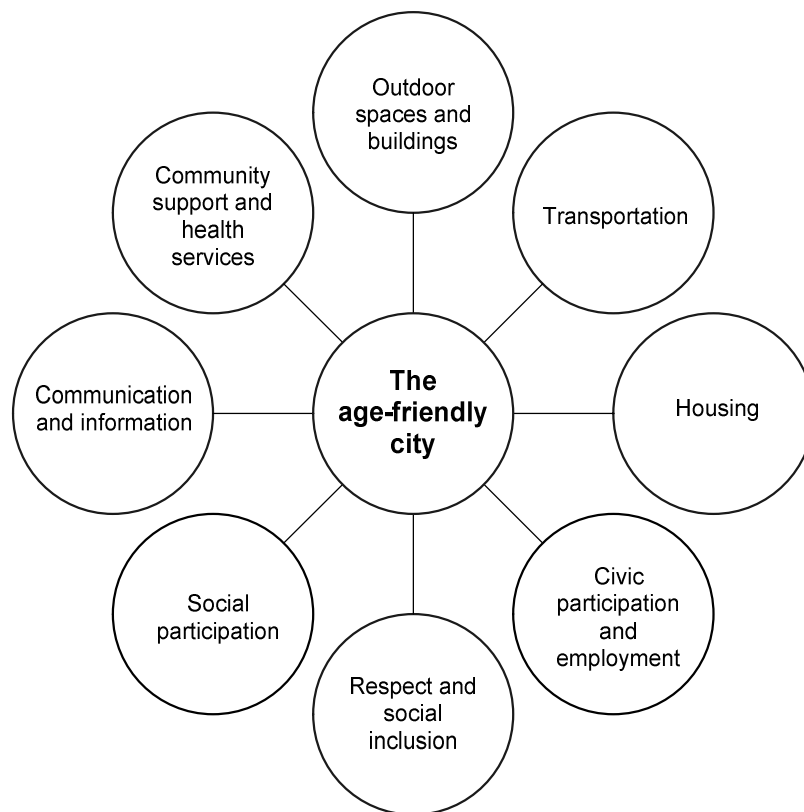 Outdoor
spaces and
buildings
Transportation
Housing
Civic
participation
and
employment
Respect and
social
inclusion
Social
participation
Communication
and information
Community
support and
health
services
The
age-friendly
city